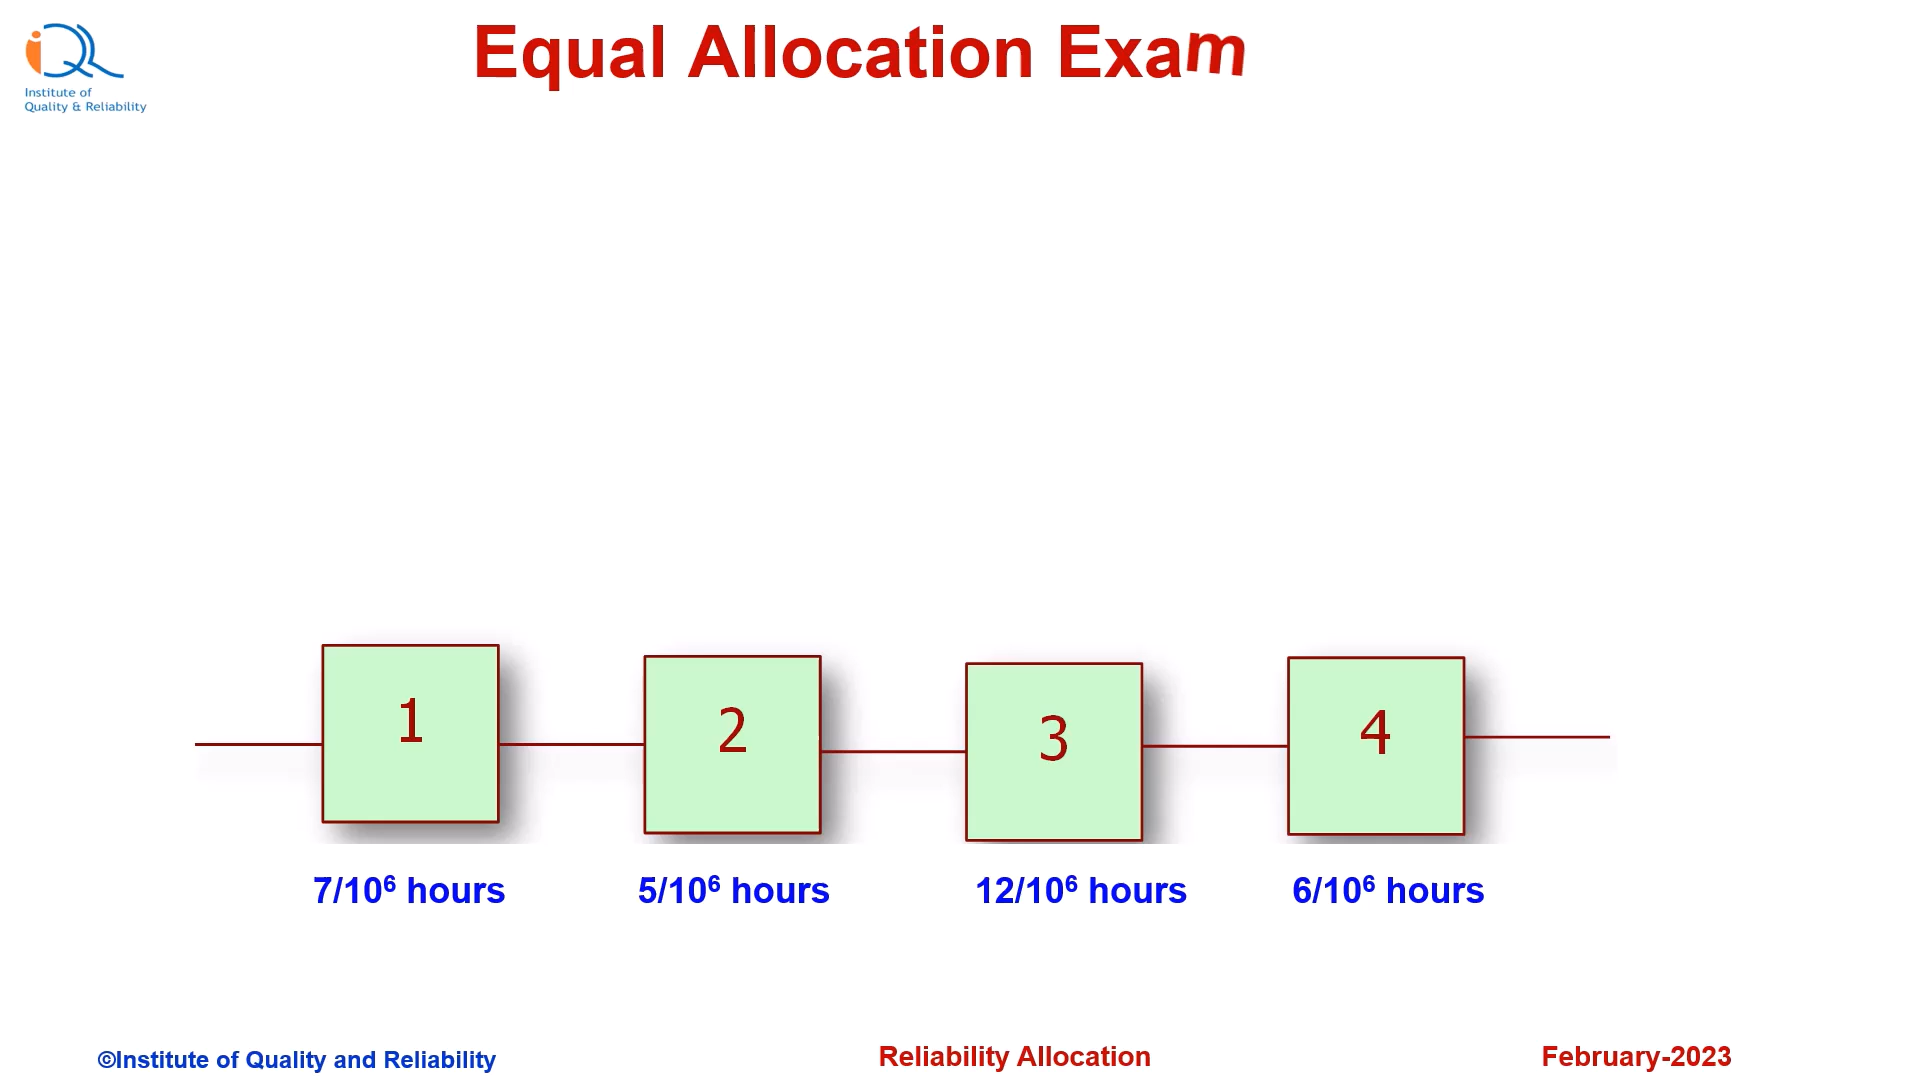 iQR
Institute of
Quality & Reliability
Equal Allocation Exam
1
2
3
4
7/10⁶ hours
5/10⁶ hours
12/10⁶ hours
6/10⁶ hours
©Institute of Quality and Reliability
Reliability Allocation
February-2023